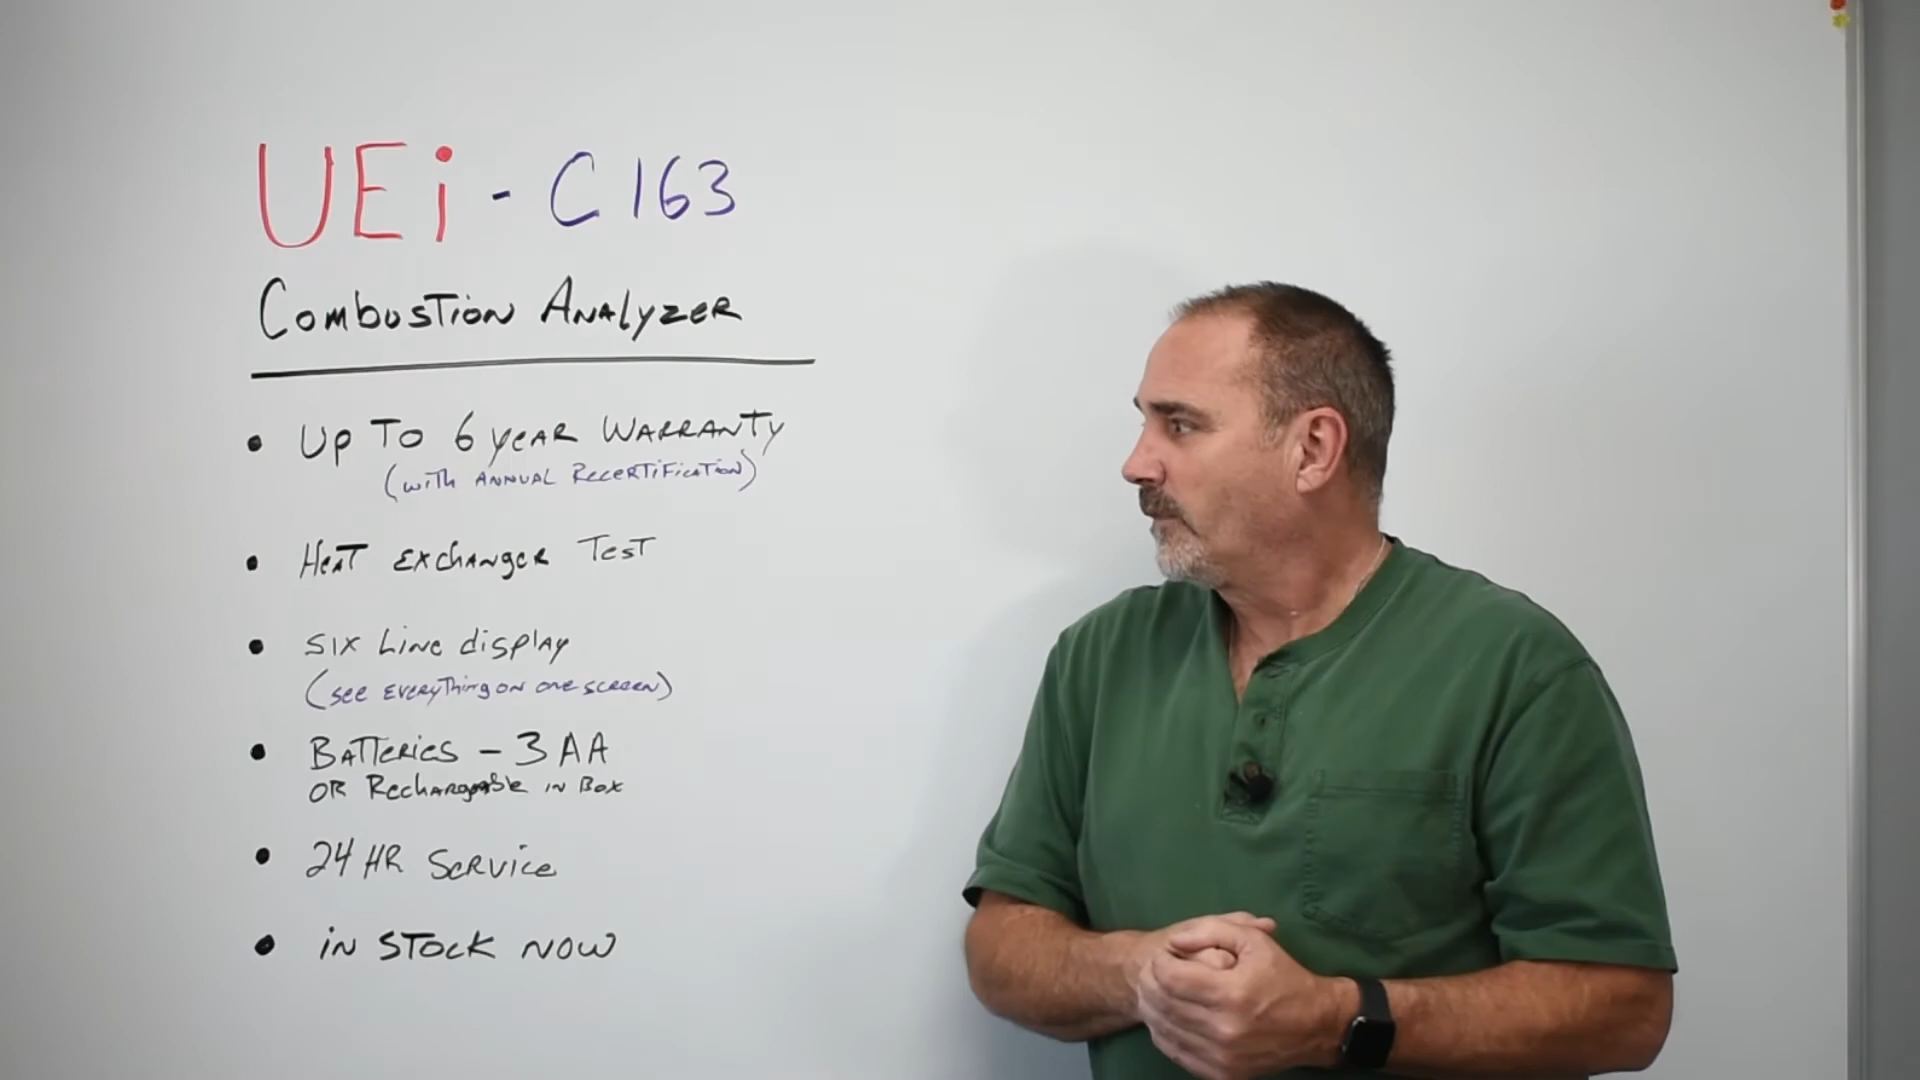 UEi - C163
Combustion Analyzer
• Up To 6 year Warranty
(with Annual Recertification)
• Heat Exchanger Test
• Six Line display
(see everything on one screen)
• Batteries - 3 AA
OR Rechargeable in Box
• 24 HR Service
• in Stock Now